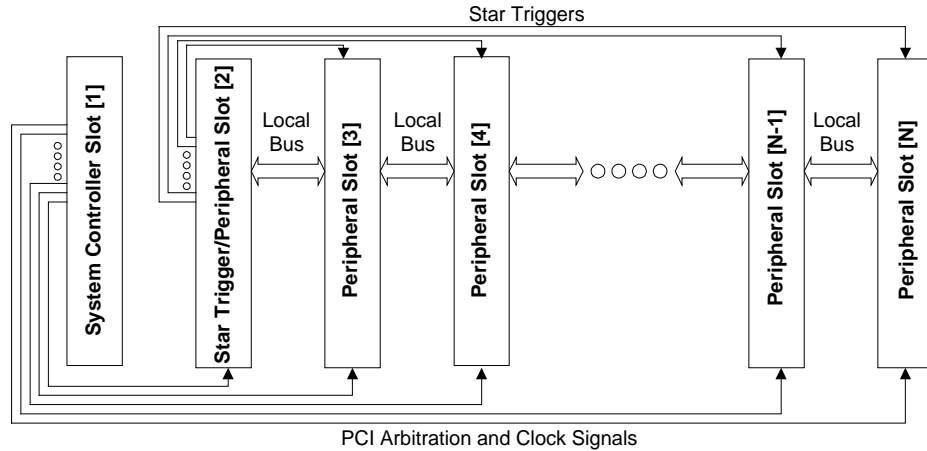 Star Triggers
System Controller Slot [1]
Star Trigger/Peripheral Slot [2]
Local
Bus
Peripheral Slot [3]
Local
Bus
Peripheral Slot [4]
Peripheral Slot [N-1]
Local
Bus
Peripheral Slot [N]
PCI Arbitration and Clock Signals